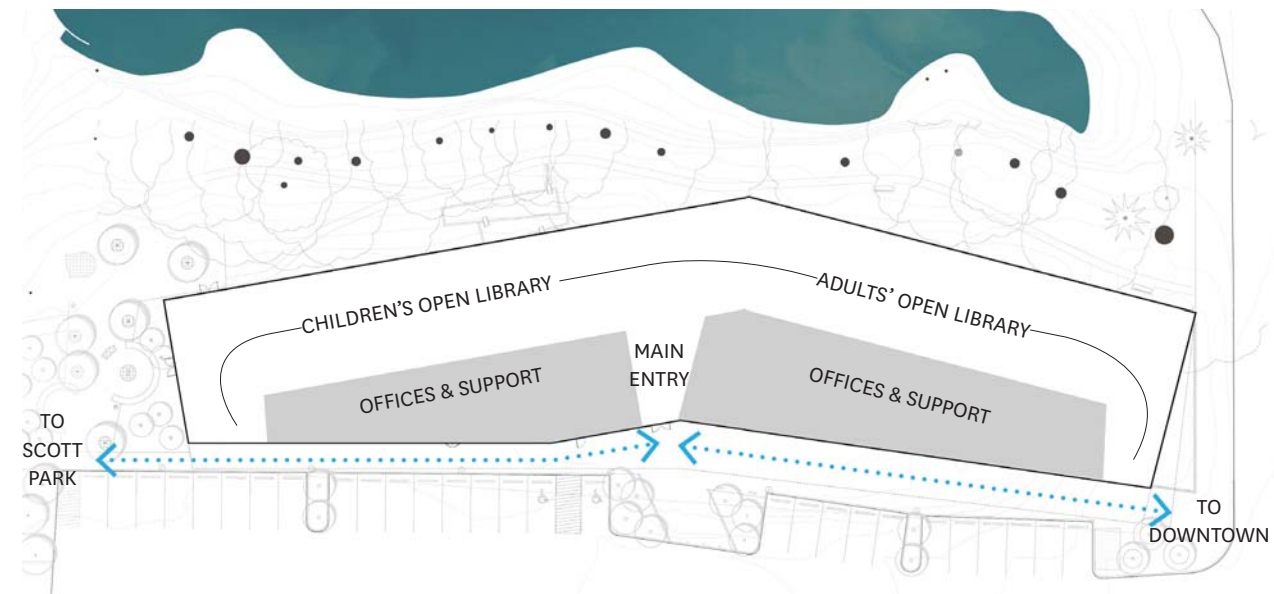 CHILDREN'S OPEN LIBRARY
ADULTS' OPEN LIBRARY
MAIN
ENTRY
OFFICES & SUPPORT
OFFICES & SUPPORT
TO
SCOTT
PARK
TO
DOWNTOWN